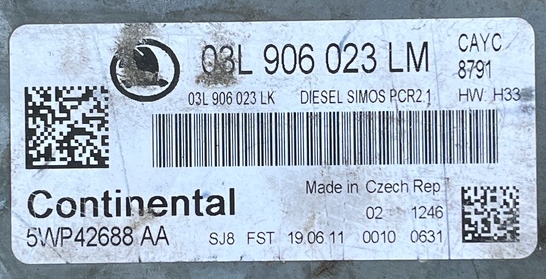 03L 906 023 LM CAYC
8791
03L 906 023 LK DIESEL SIMOS PCR2.1 HW: H33
Continental
Made in Czech Rep
02 1246
5WP42688 AA SJ8 FST 19.06.11 0010 0631